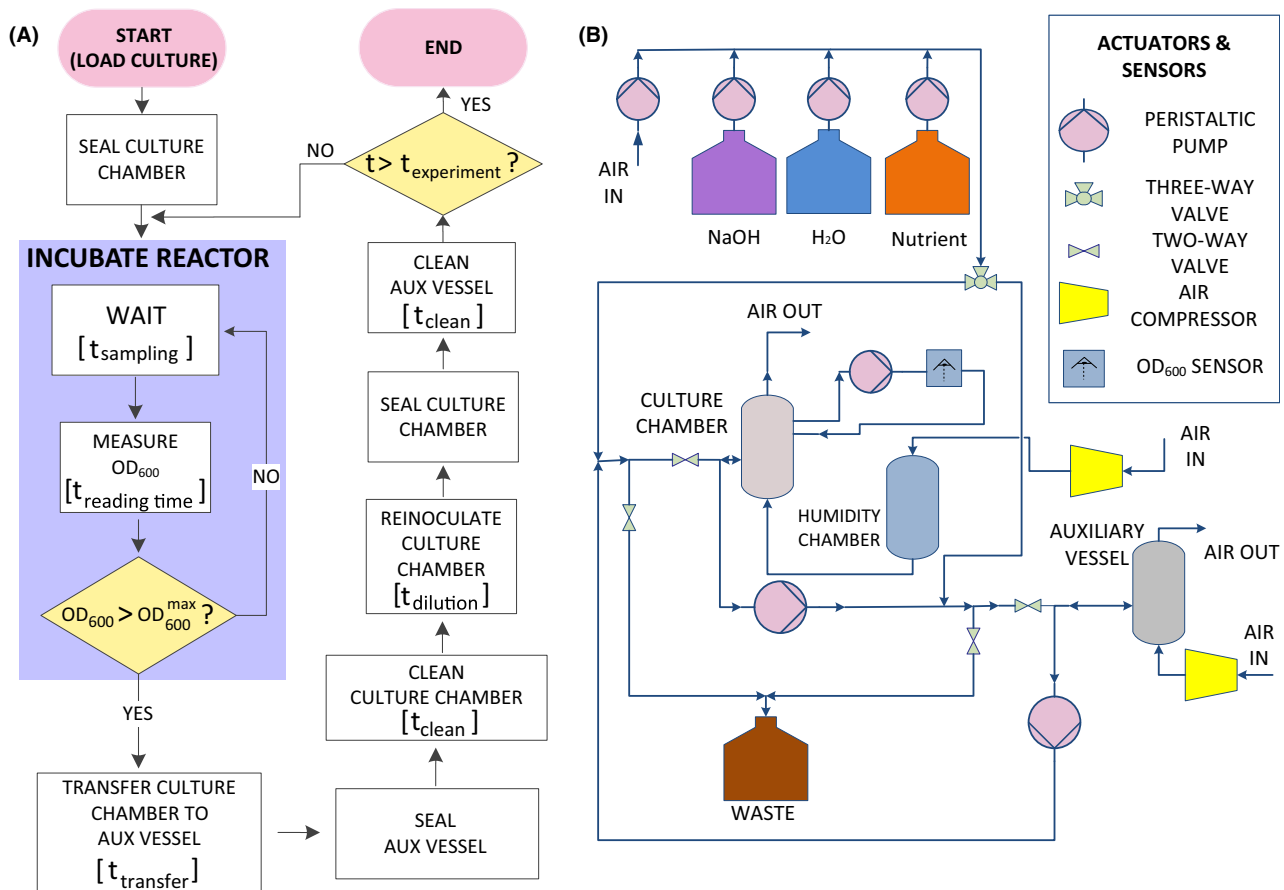 (A)
START
(LOAD CULTURE)
SEAL CULTURE
CHAMBER
INCUBATE REACTOR
WAIT
[ tsampling ]
MEASURE
OD600
[treading time]
NO
OD600 > OD600max ?
YES
TRANSFER CULTURE
CHAMBER TO
AUX VESSEL
[ ttransfer]
SEAL
AUX VESSEL
CLEAN
CULTURE CHAMBER
[ tclean]
REINOCULATE
CULTURE
CHAMBER
[tdilution]
SEAL CULTURE
CHAMBER
CLEAN
AUX VESSEL
[ tclean]
t> texperiment ?
NO
YES
END
(B)
AIR
IN
NaOH
H2O
Nutrient
AIR OUT
CULTURE
CHAMBER
HUMIDITY
CHAMBER
AIR
IN
AUXILIARY
VESSEL
AIR OUT
AIR
IN
WASTE
ACTUATORS &
SENSORS
PERISTALTIC
PUMP
THREE-WAY
VALVE
TWO-WAY
VALVE
AIR
COMPRESSOR
OD600 SENSOR